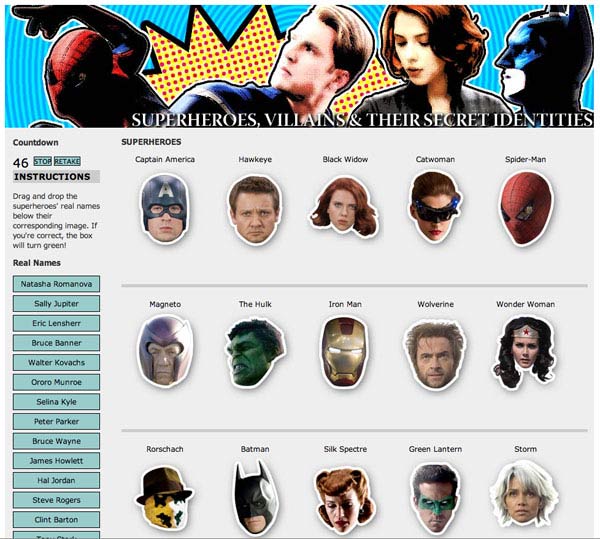 SUPERHEROES, VILLAINS & THEIR SECRET IDENTITIES
Countdown
46 STOP RETAKE
INSTRUCTIONS
Drag and drop the
superheroes' real names
below their
corresponding image. If
you're correct, the box
will turn green!
Real Names
Natasha Romanova
Sally Jupiter
Eric Lensherr
Bruce Banner
Walter Kovachs
Ororo Munroe
Selina Kyle
Peter Parker
Bruce Wayne
James Howlett
Hal Jordan
Steve Rogers
Clint Barton
Tony Stark
SUPERHEROES
Captain America Hawkeye Black Widow Catwoman Spider-Man
Magneto The Hulk Iron Man Wolverine Wonder Woman
Rorschach Batman Silk Spectre Green Lantern Storm